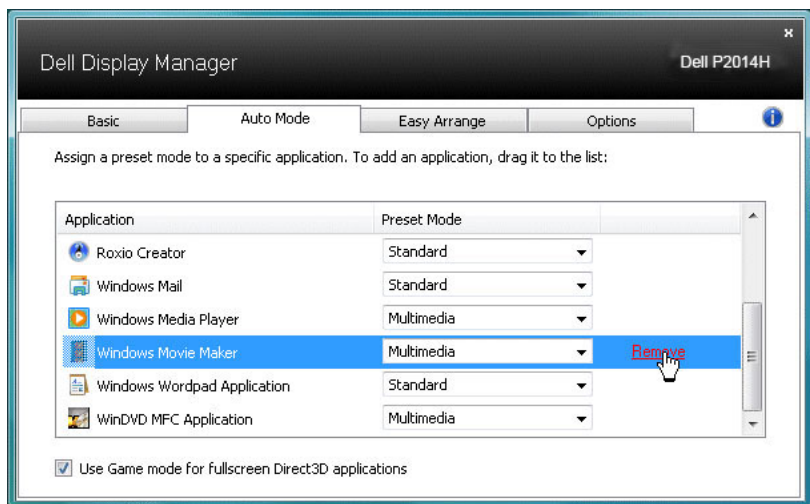 Dell Display Manager
Dell P2014H
Basic Auto Mode Easy Arrange Options
Assign a preset mode to a specific application. To add an application, drag it to the list:
Application Preset Mode
Roxio Creator Standard
Windows Mail Standard
Windows Media Player Multimedia
Windows Movie Maker Multimedia Remove
Windows Wordpad Application Standard
WinDVD MFC Application Multimedia
Use Game mode for fullscreen Direct3D applications